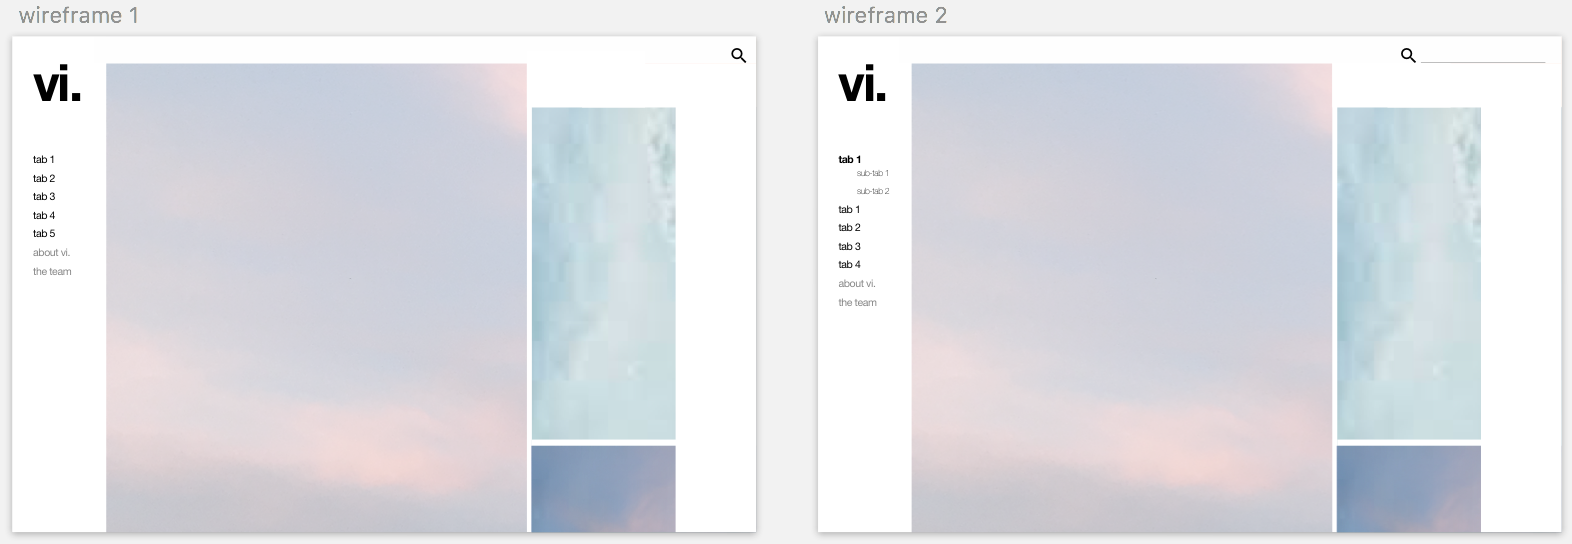 wireframe 1
vi.
tab 1
tab 2
tab 3
tab 4
tab 5
about vi.
the team
wireframe 2
vi.
tab 1
sub-tab 1
sub-tab 2
tab 1
tab 2
tab 3
tab 4
about vi.
the team